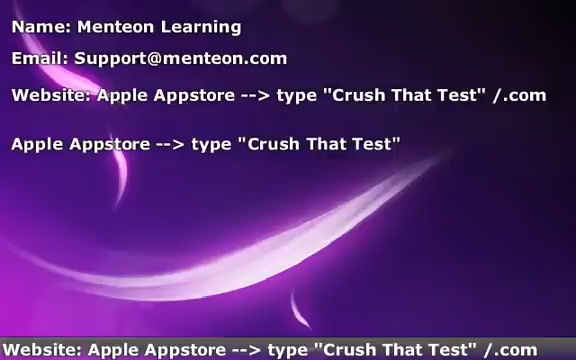 Name: Menteon Learning
Email: Support@menteon.com
Website: Apple Appstore --> type "Crush That Test" /.com
Apple Appstore --> type "Crush That Test"
Website: Apple Appstore --> type "Crush That Test" /.com